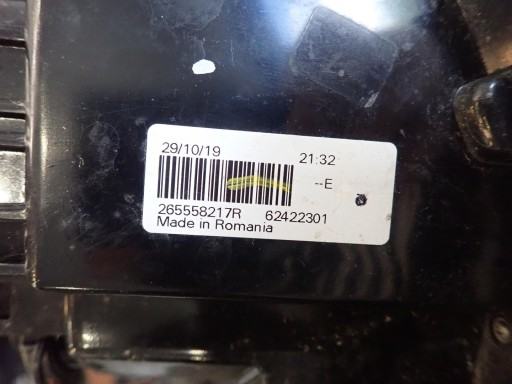 29/10/19 21:32
--E
265558217R 62422301
Made in Romania